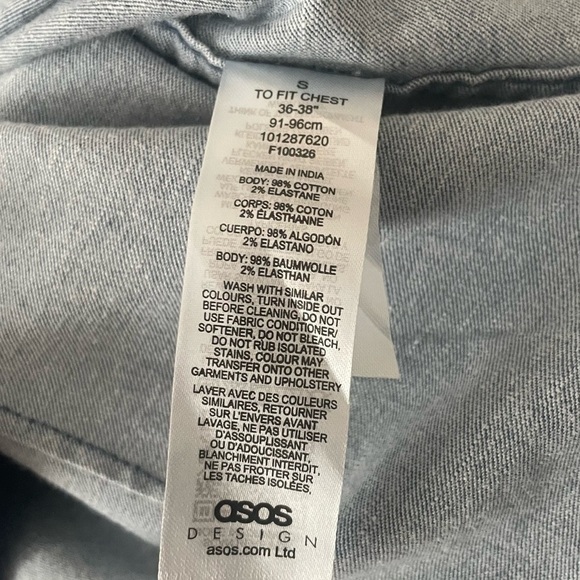 S
TO FIT CHEST
36-38"
91-96cm
101287620
F100326
MADE IN INDIA
BODY: 98% COTTON
2% ELASTANE
CORPS: 98% COTON
2% ÉLASTHANNE
CUERPO: 98% ALGODÓN
2% ELASTANO
BODY: 98% BAUMWOLLE
2% ELASTHAN
WASH WITH SIMILAR
COLOURS, TURN INSIDE OUT
BEFORE CLEANING, DO NOT
USE FABRIC CONDITIONER/
SOFTENER, DO NOT BLEACH,
DO NOT RUB ISOLATED
STAINS, COLOUR MAY
TRANSFER ONTO OTHER
GARMENTS AND UPHOLSTERY
LAVER AVEC DES COULEURS
SIMILAIRES, RETOURNER
SUR L'ENVERS AVANT
LAVAGE, NE PAS UTILISER
D'ASSOUPLISSANT
OU D'ADOUCISSANT,
BLANCHIMENT INTERDIT,
NE PAS FROTTER SUR
LES TACHES ISOLÉES,
asos
DESIGN
asos.com Ltd